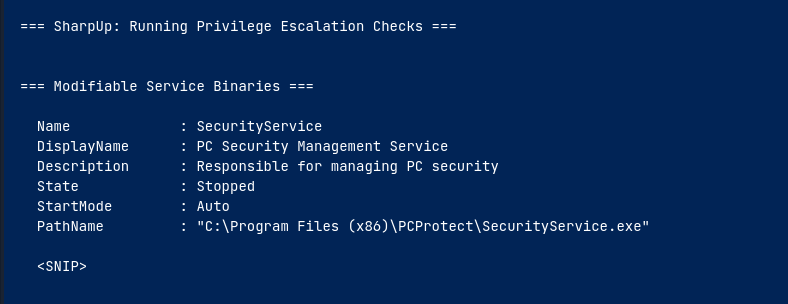 === SharpUp: Running Privilege Escalation Checks ===
=== Modifiable Service Binaries ===
Name : SecurityService
DisplayName : PC Security Management Service
Description : Responsible for managing PC security
State : Stopped
StartMode : Auto
PathName : "C:\Program Files (x86)\PCProtect\SecurityService.exe"
<SNIP>